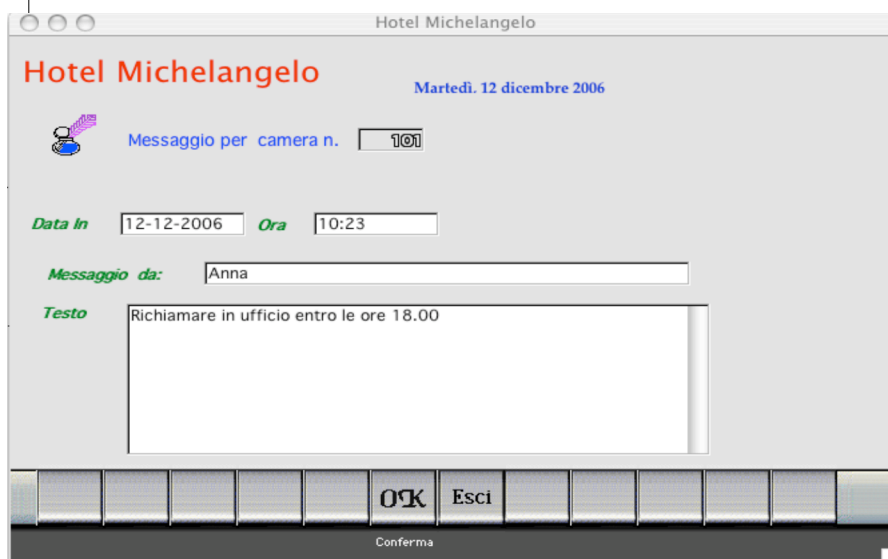 Hotel Michelangelo
Hotel Michelangelo
Martedì. 12 dicembre 2006
Messaggio per camera n. 101
Data In 12-12-2006 Ora 10:23
Messaggio da: Anna
Testo Richiamare in ufficio entro le ore 18.00
OK Esci
Conferma